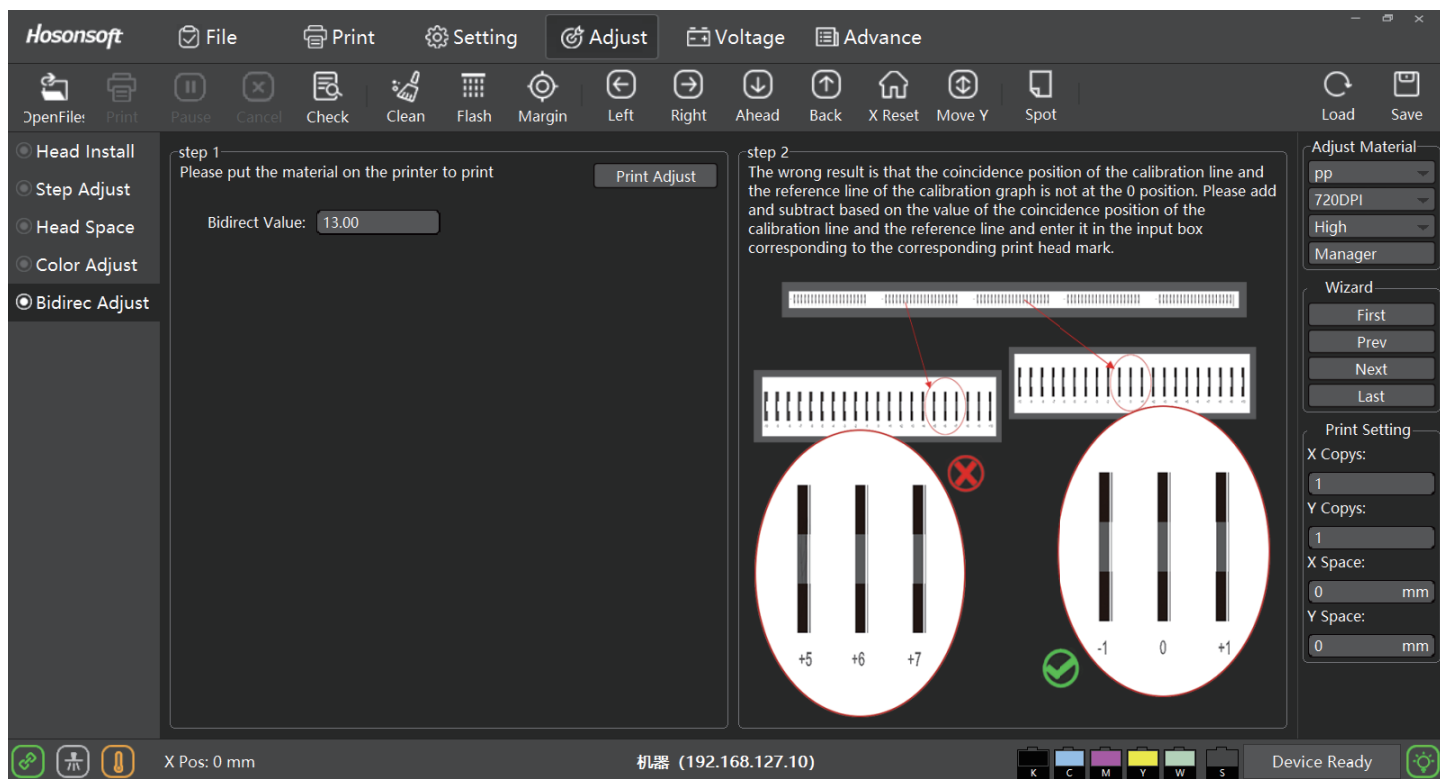 Hosonsoft
File
Print
Setting
Adjust
Voltage
Advance
OpenFiles
Print
Pause
Cancel
Check
Clean
Flash
Margin
Left
Right
Ahead
Back
X Reset
Move Y
Spot
Load
Save
Head Install
Step Adjust
Head Space
Color Adjust
Bidirec Adjust
step 1
Please put the material on the printer to print
Print Adjust
Bidirect Value:
13.00
step 2
The wrong result is that the coincidence position of the calibration line and
the reference line of the calibration graph is not at the 0 position. Please add
and subtract based on the value of the coincidence position of the
calibration line and the reference line and enter it in the input box
corresponding to the corresponding print head mark.
+5 +6 +7
-1 0 +1
Adjust Material
pp
720DPI
High
Manager
Wizard
First
Prev
Next
Last
Print Setting
X Copys:
1
Y Copys:
1
X Space:
0 mm
Y Space:
0 mm
X Pos: 0 mm
机器 (192.168.127.10)
K C M Y W S
Device Ready